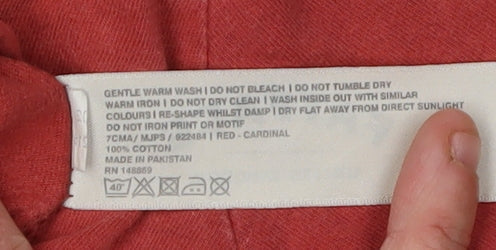 GENTLE WARM WASH | DO NOT BLEACH | DO NOT TUMBLE DRY
WARM IRON | DO NOT DRY CLEAN | WASH INSIDE OUT WITH SIMILAR
COLOURS | RE-SHAPE WHILST DAMP | DRY FLAT AWAY FROM DIRECT SUNLIGHT
DO NOT IRON PRINT OR MOTIF
7CMA/ MJPS / 922484 | RED - CARDINAL
100% COTTON
MADE IN PAKISTAN
RN 148869
40°